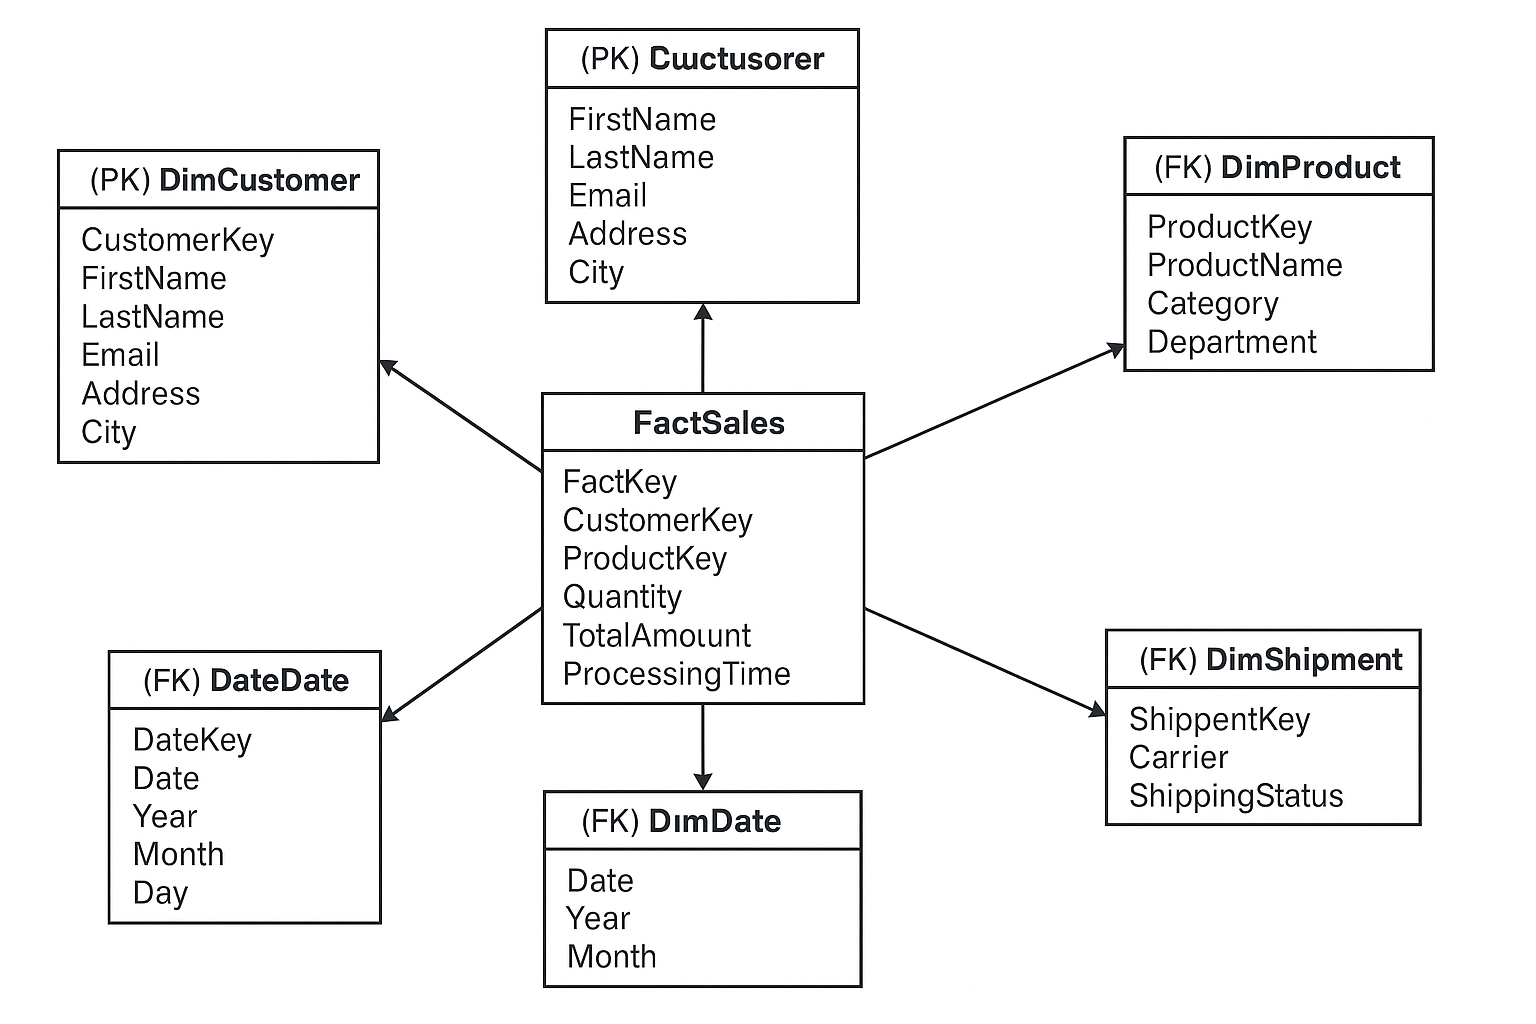 (PK) Cuctusorer
FirstName
LastName
Email
Address
City
(PK) DimCustomer
CustomerKey
FirstName
LastName
Email
Address
City
(FK) DimProduct
ProductKey
ProductName
Category
Department
FactSales
FactKey
CustomerKey
ProductKey
Quantity
TotalAmount
ProcessingTime
(FK) DateDate
DateKey
Date
Year
Month
Day
(FK) DımDate
Date
Year
Month
(FK) DimShipment
ShippentKey
Carrier
ShippingStatus